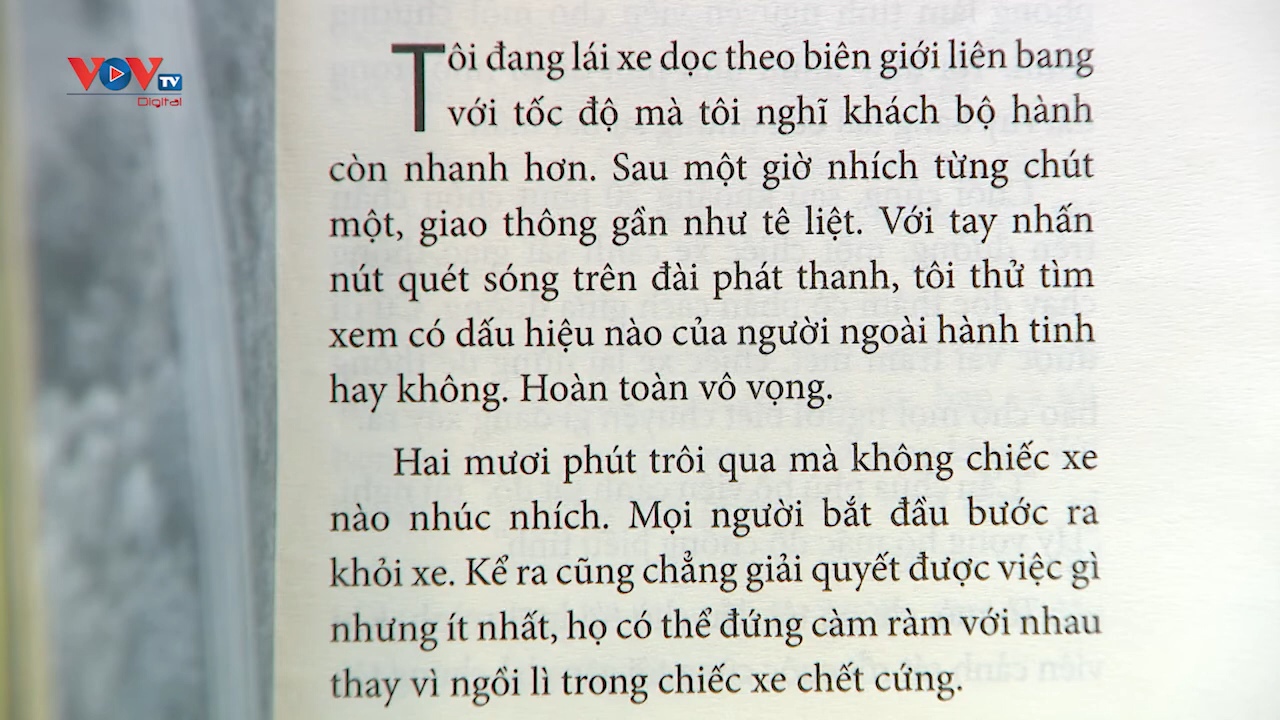 VOV TV
Digital
Tôi đang lái xe dọc theo biên giới liên bang
với tốc độ mà tôi nghĩ khách bộ hành
còn nhanh hơn. Sau một giờ nhích từng chút
một, giao thông gần như tê liệt. Với tay nhấn
nút quét sóng trên đài phát thanh, tôi thử tìm
xem có dấu hiệu nào của người ngoài hành tinh
hay không. Hoàn toàn vô vọng.
Hai mươi phút trôi qua mà không chiếc xe
nào nhúc nhích. Mọi người bắt đầu bước ra
khỏi xe. Kể ra cũng chẳng giải quyết được việc gì
nhưng ít nhất, họ có thể đứng càm ràm với nhau
thay vì ngồi lì trong chiếc xe chết cứng.